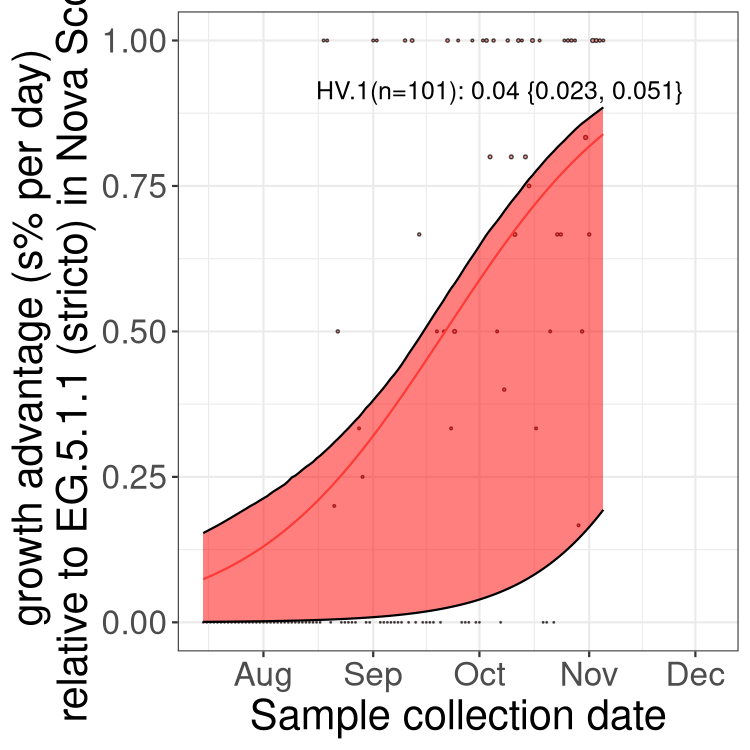 growth advantage (s% per day)
relative to EG.5.1.1 (stricto) in Nova Sco
1.00
0.75
0.50
0.25
0.00
HV.1(n=101): 0.04 {0.023, 0.051}
Aug Sep Oct Nov Dec
Sample collection date